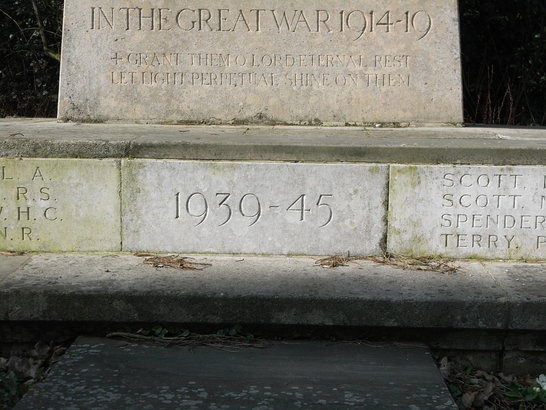 IN THE GREAT WAR 1914-19
+ GRANT THEM O LORD ETERNAL REST
LET LIGHT PERPETUAL SHINE ON THEM
L. A.
R. S.
H. C.
N. R.
1939-45
SCOTT.
SCOTT.
SPENDER
TERRY.